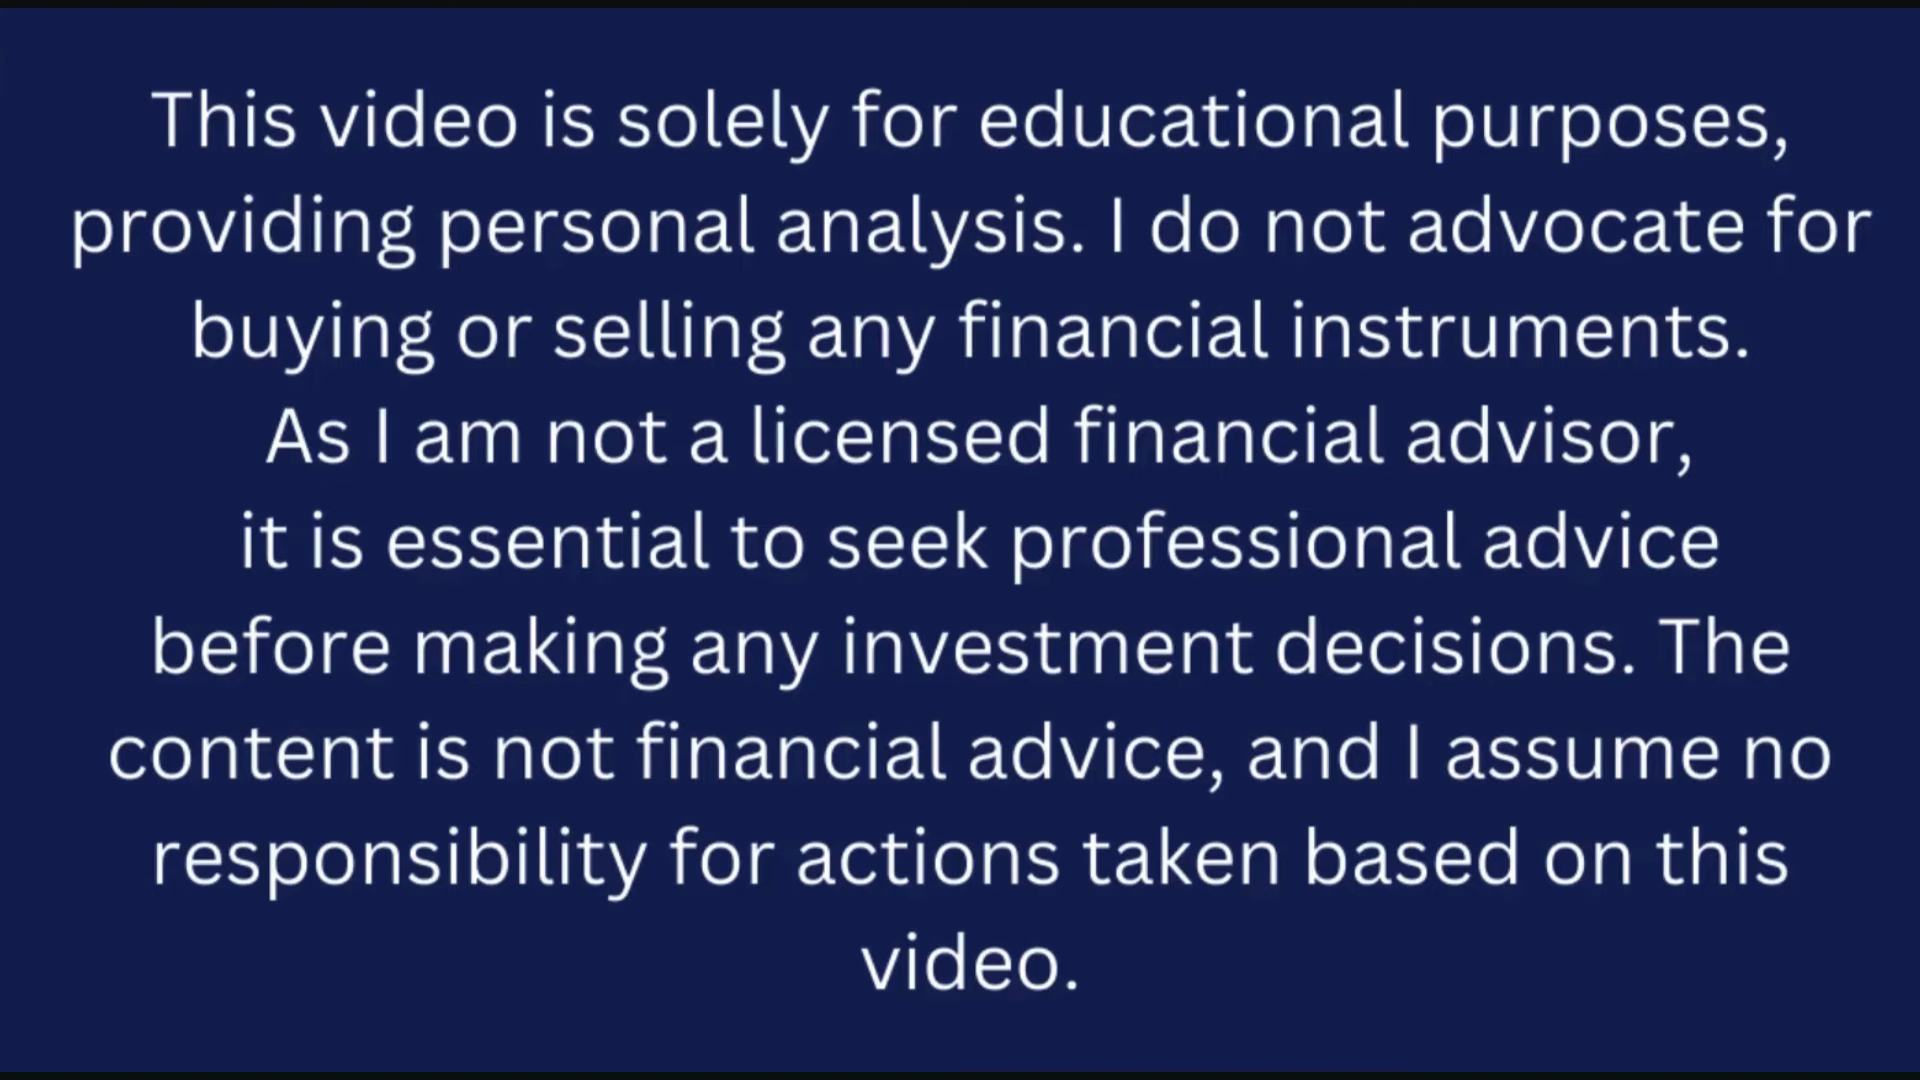 This video is solely for educational purposes,
providing personal analysis. I do not advocate for
buying or selling any financial instruments.
As I am not a licensed financial advisor,
it is essential to seek professional advice
before making any investment decisions. The
content is not financial advice, and I assume no
responsibility for actions taken based on this
video.